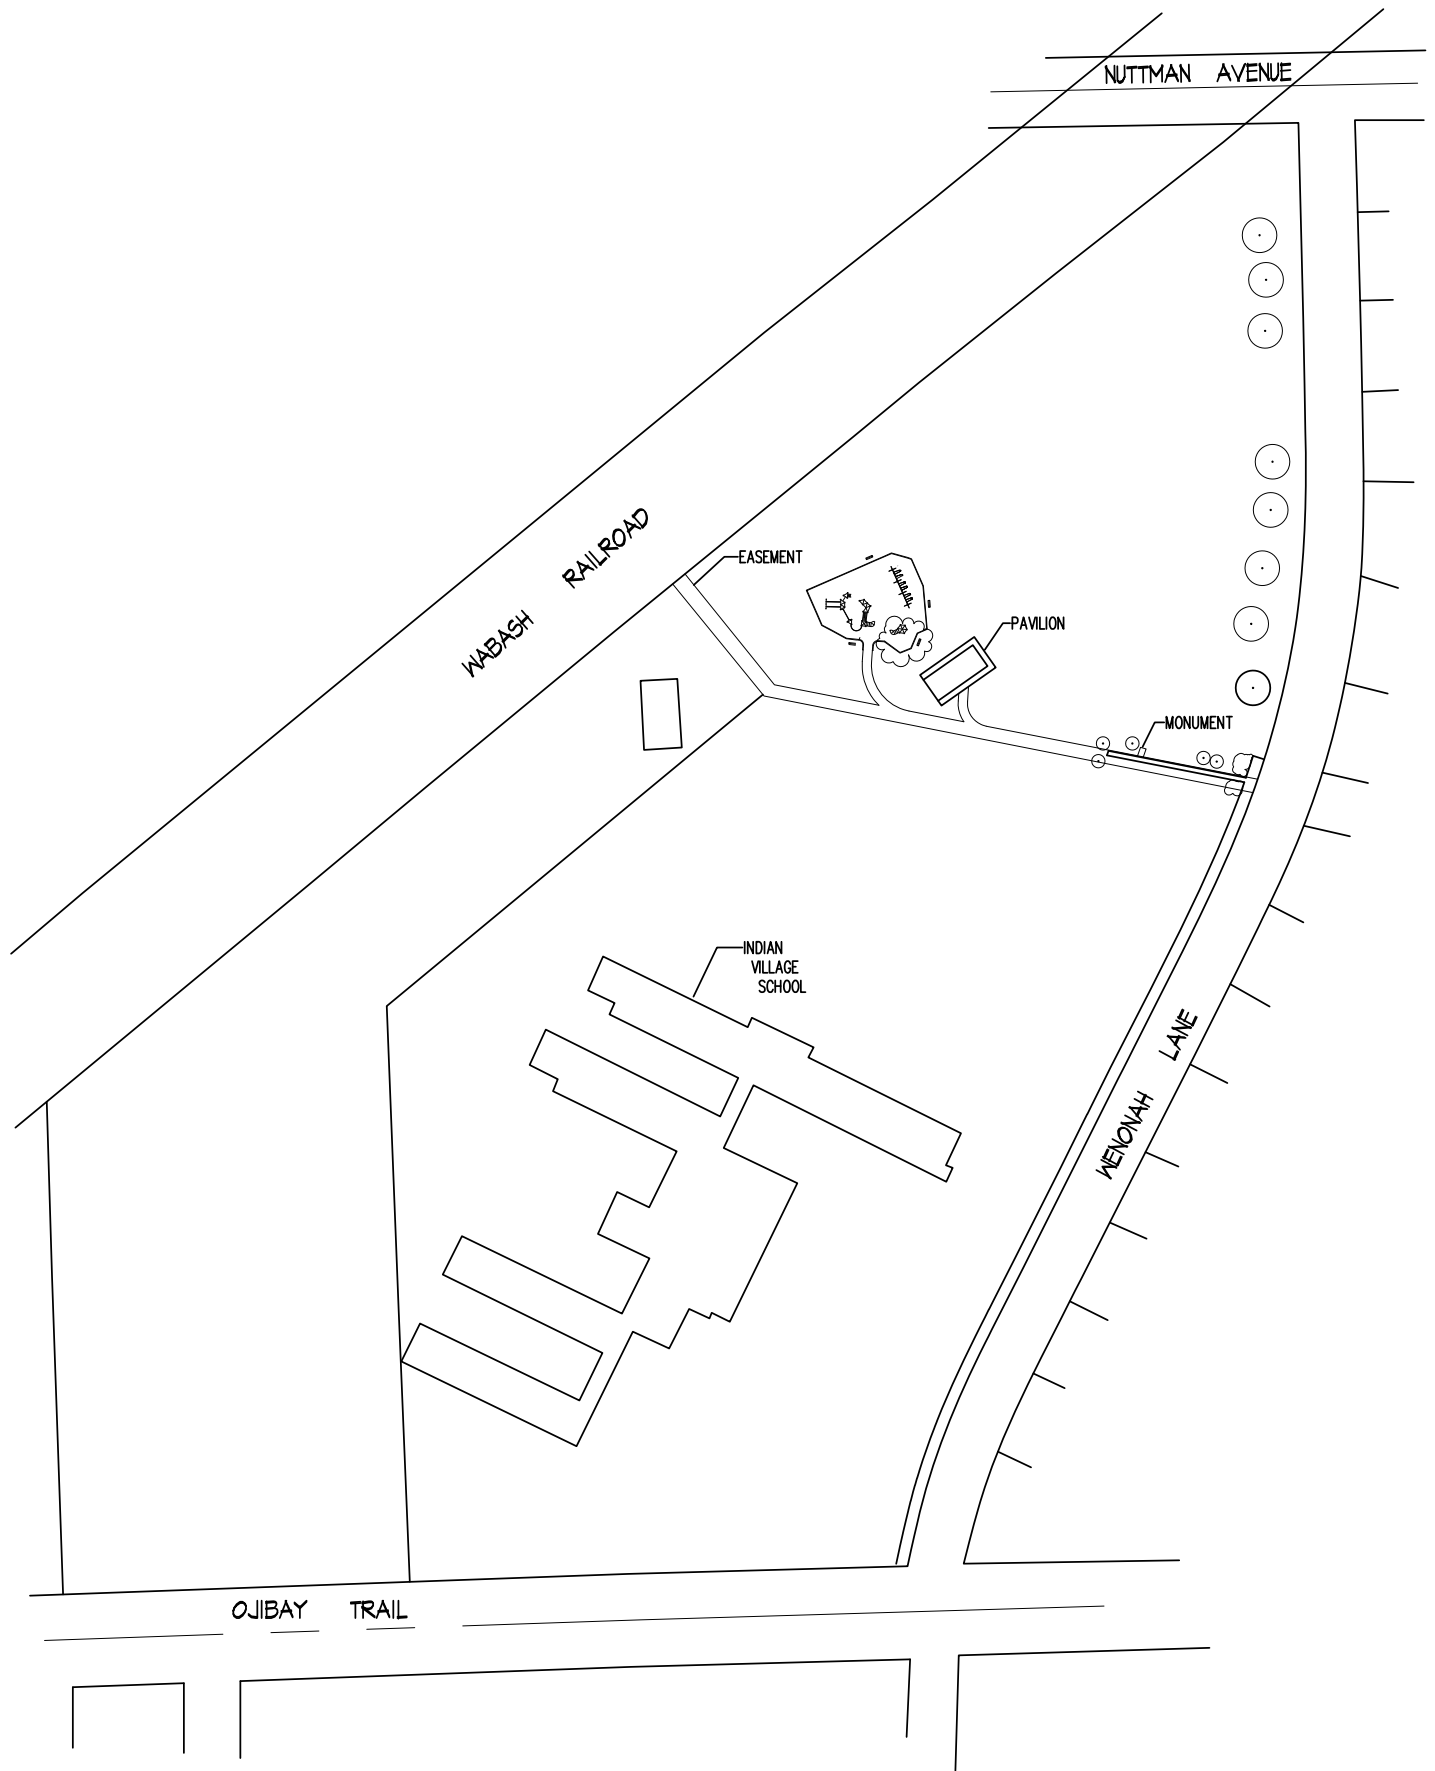 NUTTMAN AVENUE
WABASH RAILROAD
EASEMENT
PAVILION
MONUMENT
INDIAN
VILLAGE
SCHOOL
WENONAH LANE
OJIBAY TRAIL